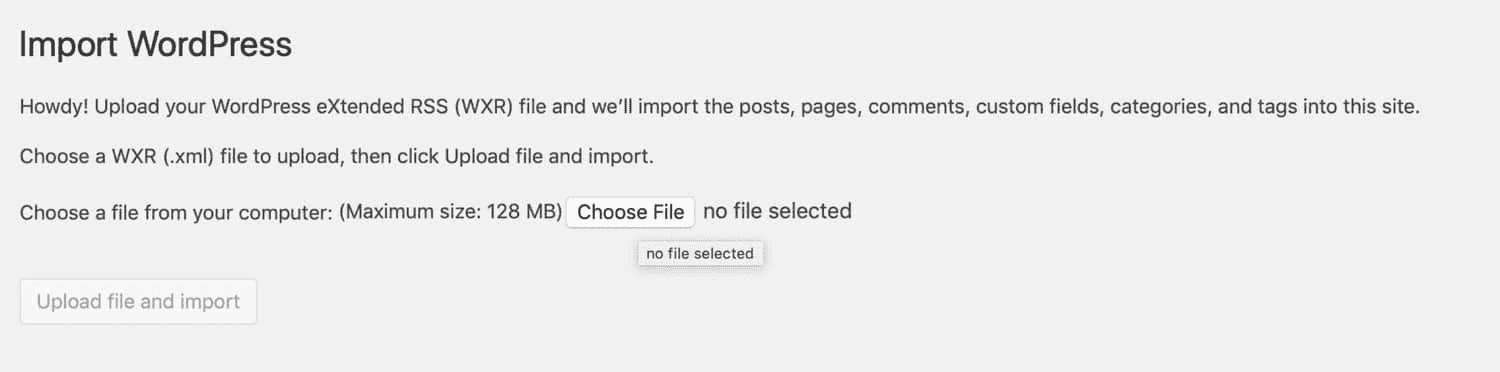 Import WordPress
Howdy! Upload your WordPress eXtended RSS (WXR) file and we’ll import the posts, pages, comments, custom fields, categories, and tags into this site.
Choose a WXR (.xml) file to upload, then click Upload file and import.
Choose a file from your computer: (Maximum size: 128 MB) Choose File no file selected
no file selected
Upload file and import